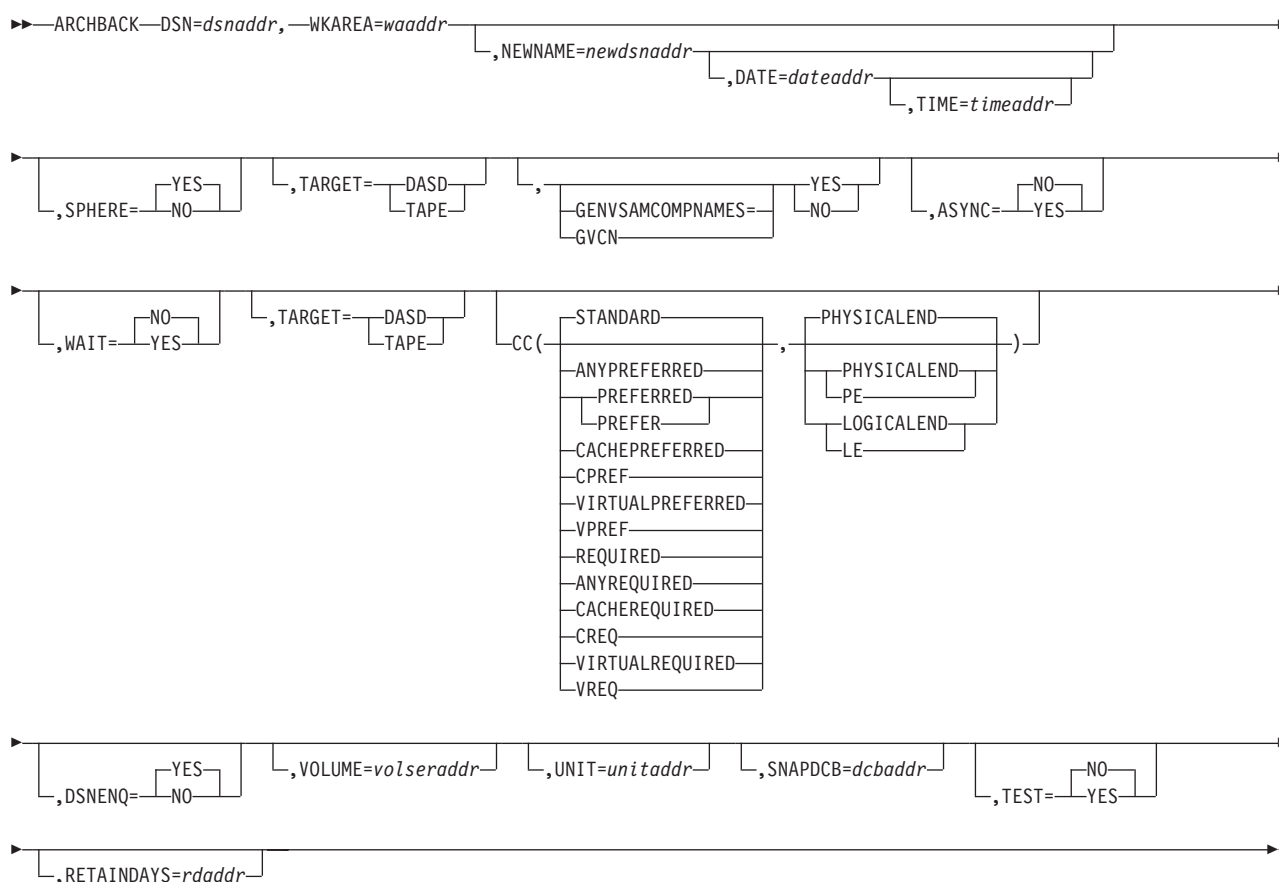 ARCHBACK DSN=dsnaddr, WKAREA=waaddr
,NEWNAME=newdsnaddr
,DATE=dateaddr
,TIME=timeaddr
,SPHERE= YES NO
,TARGET= DASD TAPE
, GENVSAMCOMPNAMES= GVCN YES NO
,ASYNC= NO YES
,WAIT= NO YES
,TARGET= DASD TAPE
CC( STANDARD , PHYSICALEND )
ANYPREFERRED PHYSICALEND
PREFERRED PE
PREFER LOGICALEND
CACHEPREFERRED LE
CPREF
VIRTUALPREFERRED
VPREF
REQUIRED
ANYREQUIRED
CACHEREQUIRED
CREQ
VIRTUALREQUIRED
VREQ
,DSNENQ= YES NO
,VOLUME=volseraddr
,UNIT=unitaddr
,SNAPDCB=dcbaddr
,TEST= NO YES
,RETAINDAYS=rdaddr